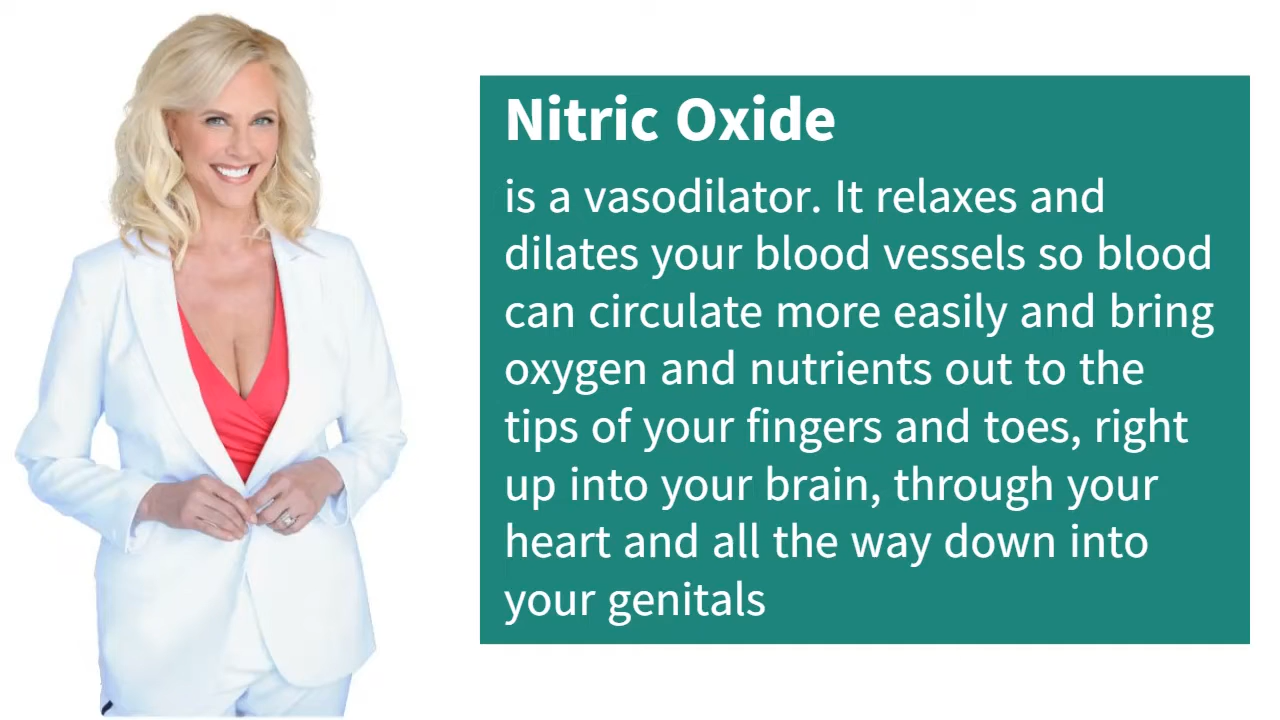 Nitric Oxide
is a vasodilator. It relaxes and
dilates your blood vessels so blood
can circulate more easily and bring
oxygen and nutrients out to the
tips of your fingers and toes, right
up into your brain, through your
heart and all the way down into
your genitals